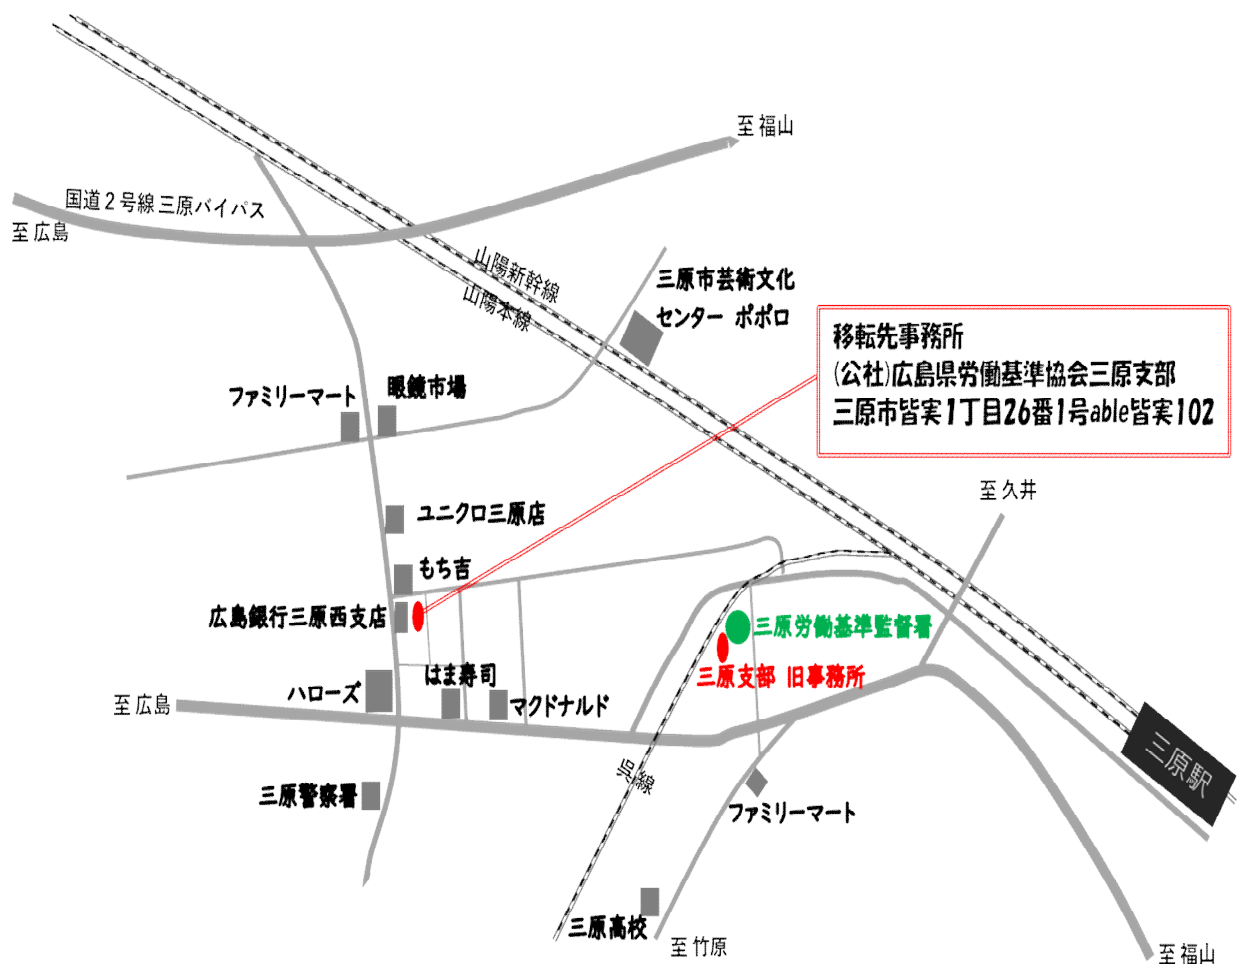 至 福山
国道２号線 三原バイパス
至 広島
山陽新幹線
山陽本線
三原市芸術文化
センター ポポロ
移転先事務所
(公社)広島県労働基準協会三原支部
三原市皆実1丁目26番1号able皆実102
ファミリーマート
眼鏡市場
至 久井
ユニクロ三原店
もち吉
広島銀行三原西支店
三原労働基準監督署
三原支部 旧事務所
はま寿司
ハローズ
マクドナルド
至 広島
三原駅
呉線
三原警察署
ファミリーマート
三原高校
至 竹原
至 福山